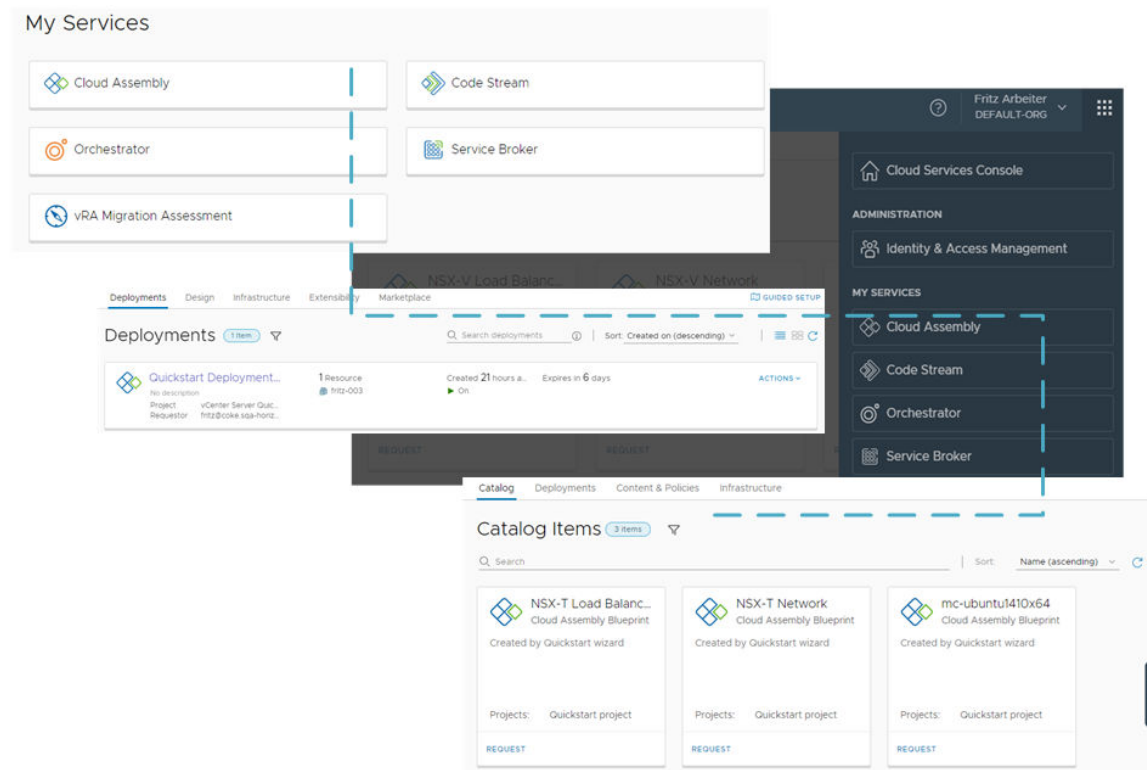 My Services
Cloud Assembly
Code Stream
Orchestrator
Service Broker
vRA Migration Assessment
Fritz Arbeiter
DEFAULT-ORG
Cloud Services Console
ADMINISTRATION
Identity & Access Management
MY SERVICES
Cloud Assembly
Code Stream
Orchestrator
Service Broker
NSX-V Load Balanc...
NSX-V Network
REQUEST
REQUEST
Deployments Design Infrastructure Extensibility Marketplace
GUIDED SETUP
Deployments 1 item
Search deployments
Sort: Created on (descending)
Quickstart Deployment...
No description
Project vCenter Server Quic...
Requestor fritz@coke.sqa-horiz...
1 Resource
fritz-003
Created 21 hours a...
On
Expires in 6 days
ACTIONS
Catalog Deployments Content & Policies Infrastructure
Catalog Items 3 items
Search
Sort: Name (ascending)
NSX-T Load Balanc...
Cloud Assembly Blueprint
Created by Quickstart wizard
Projects: Quickstart project
REQUEST
NSX-T Network
Cloud Assembly Blueprint
Created by Quickstart wizard
Projects: Quickstart project
REQUEST
mc-ubuntu1410x64
Cloud Assembly Blueprint
Created by Quickstart wizard
Projects: Quickstart project
REQUEST